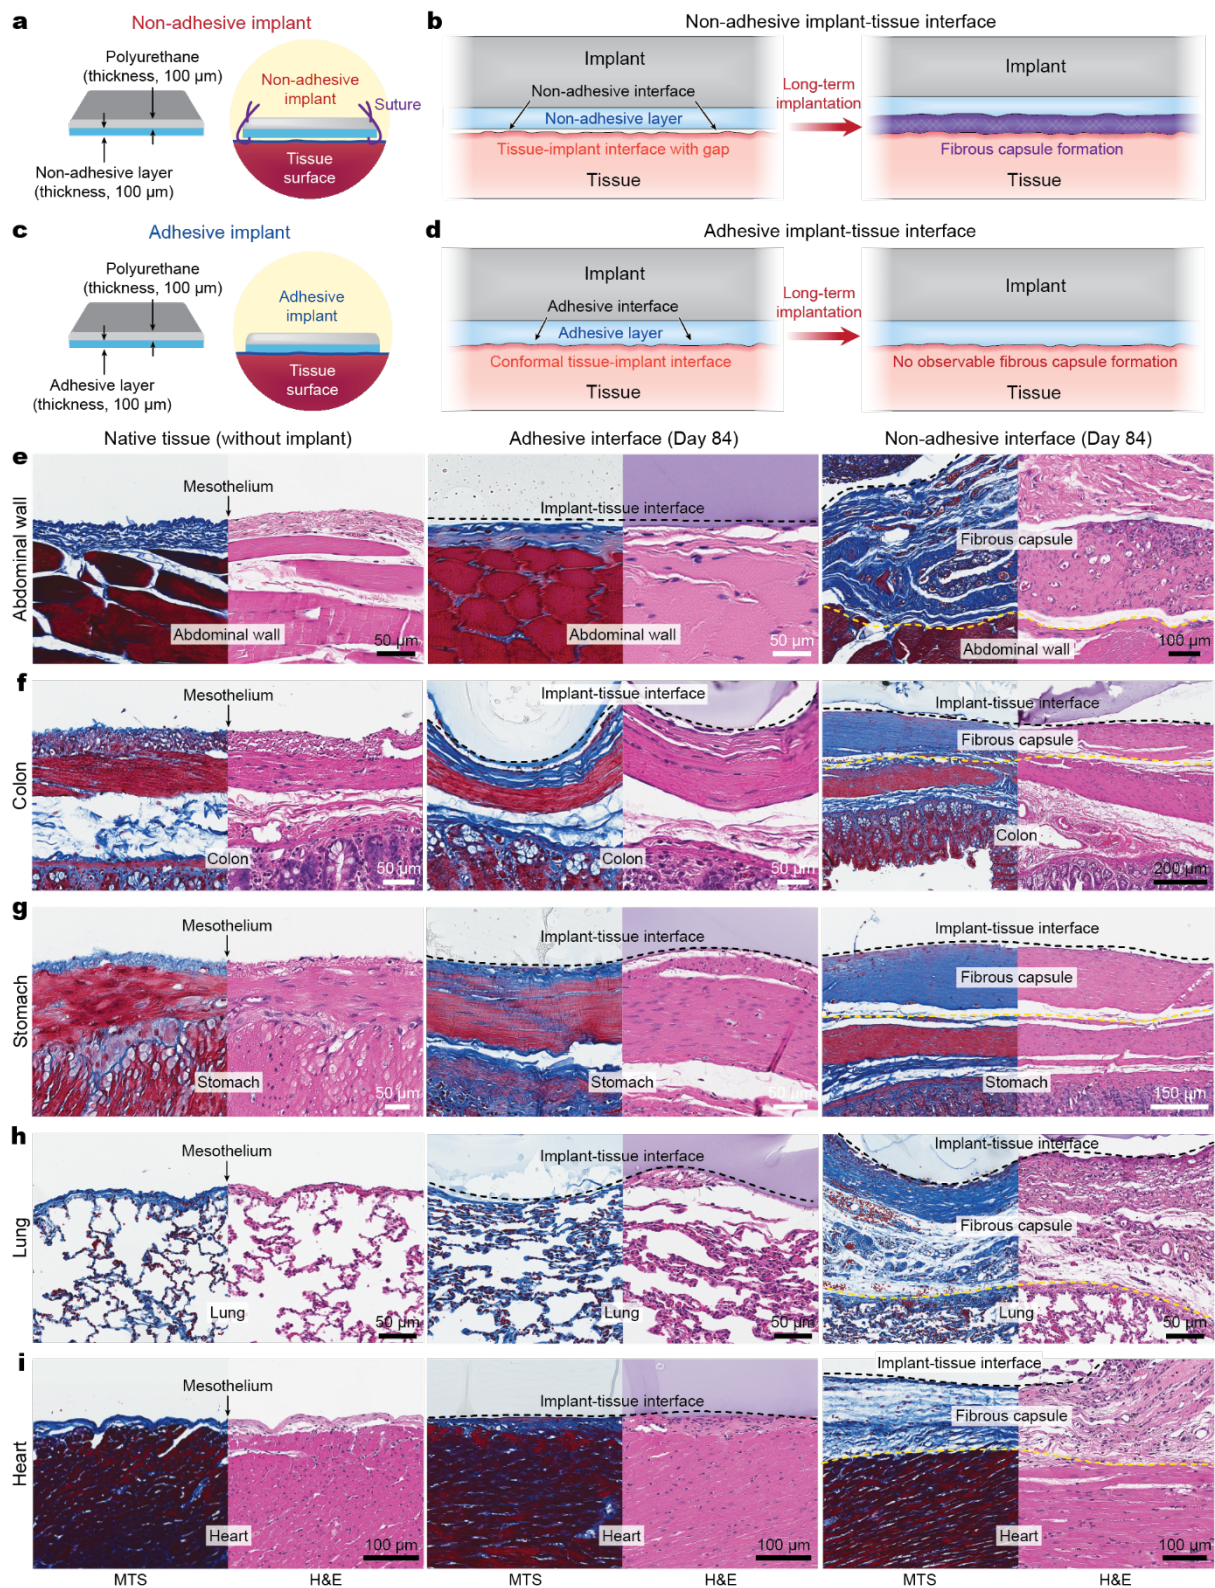 a
Non-adhesive implant
Polyurethane
(thickness, 100 µm)
Non-adhesive layer
(thickness, 100 µm)
Non-adhesive
implant
Suture
Tissue
surface
b
Non-adhesive implant-tissue interface
Implant
Non-adhesive interface
Non-adhesive layer
Tissue-implant interface with gap
Tissue
Long-term
implantation
Implant
Fibrous capsule formation
Tissue
c
Adhesive implant
Polyurethane
(thickness, 100 µm)
Adhesive layer
(thickness, 100 µm)
Adhesive
implant
Tissue
surface
d
Adhesive implant-tissue interface
Implant
Adhesive interface
Adhesive layer
Conformal tissue-implant interface
Tissue
Long-term
implantation
Implant
No observable fibrous capsule formation
Tissue
Native tissue (without implant)
Adhesive interface (Day 84)
Non-adhesive interface (Day 84)
e
Abdominal wall
Mesothelium
Abdominal wall
50 µm
Implant-tissue interface
Abdominal wall
50 µm
Fibrous capsule
Abdominal wall
100 µm
f
Colon
Mesothelium
Colon
50 µm
Implant-tissue interface
Colon
50 µm
Implant-tissue interface
Fibrous capsule
Colon
200 µm
g
Stomach
Mesothelium
Stomach
50 µm
Implant-tissue interface
Stomach
50 µm
Implant-tissue interface
Fibrous capsule
Stomach
150 µm
h
Lung
Mesothelium
Lung
50 µm
Implant-tissue interface
Lung
50 µm
Implant-tissue interface
Fibrous capsule
Lung
50 µm
i
Heart
Mesothelium
Heart
100 µm
Implant-tissue interface
Heart
100 µm
Implant-tissue interface
Fibrous capsule
Heart
100 µm
MTS
H&E
MTS
H&E
MTS
H&E